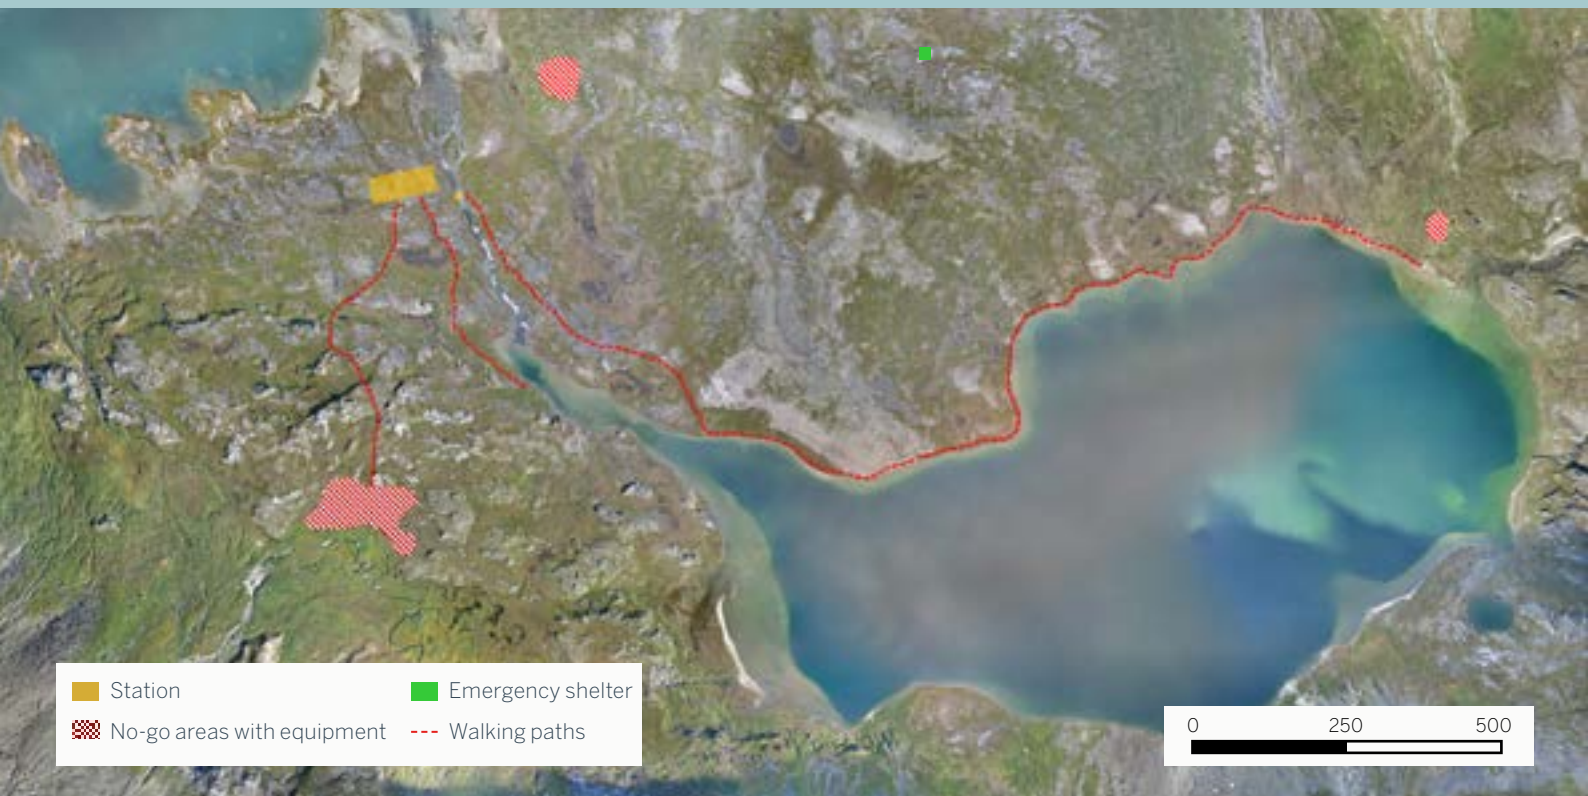 Station
Emergency shelter
No-go areas with equipment
Walking paths
0 250 500